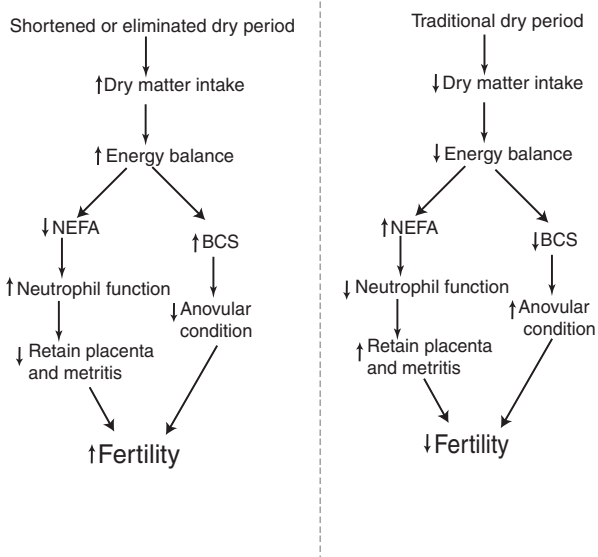 Shortened or eliminated dry period
↑Dry matter intake
↑Energy balance
↓NEFA
↑BCS
↑Neutrophil function
↓Anovular
condition
↓Retain placenta
and metritis
↑Fertility
Traditional dry period
↓Dry matter intake
↓Energy balance
↑NEFA
↓BCS
↓Neutrophil function
↑Anovular
condition
↑Retain placenta
and metritis
↓Fertility